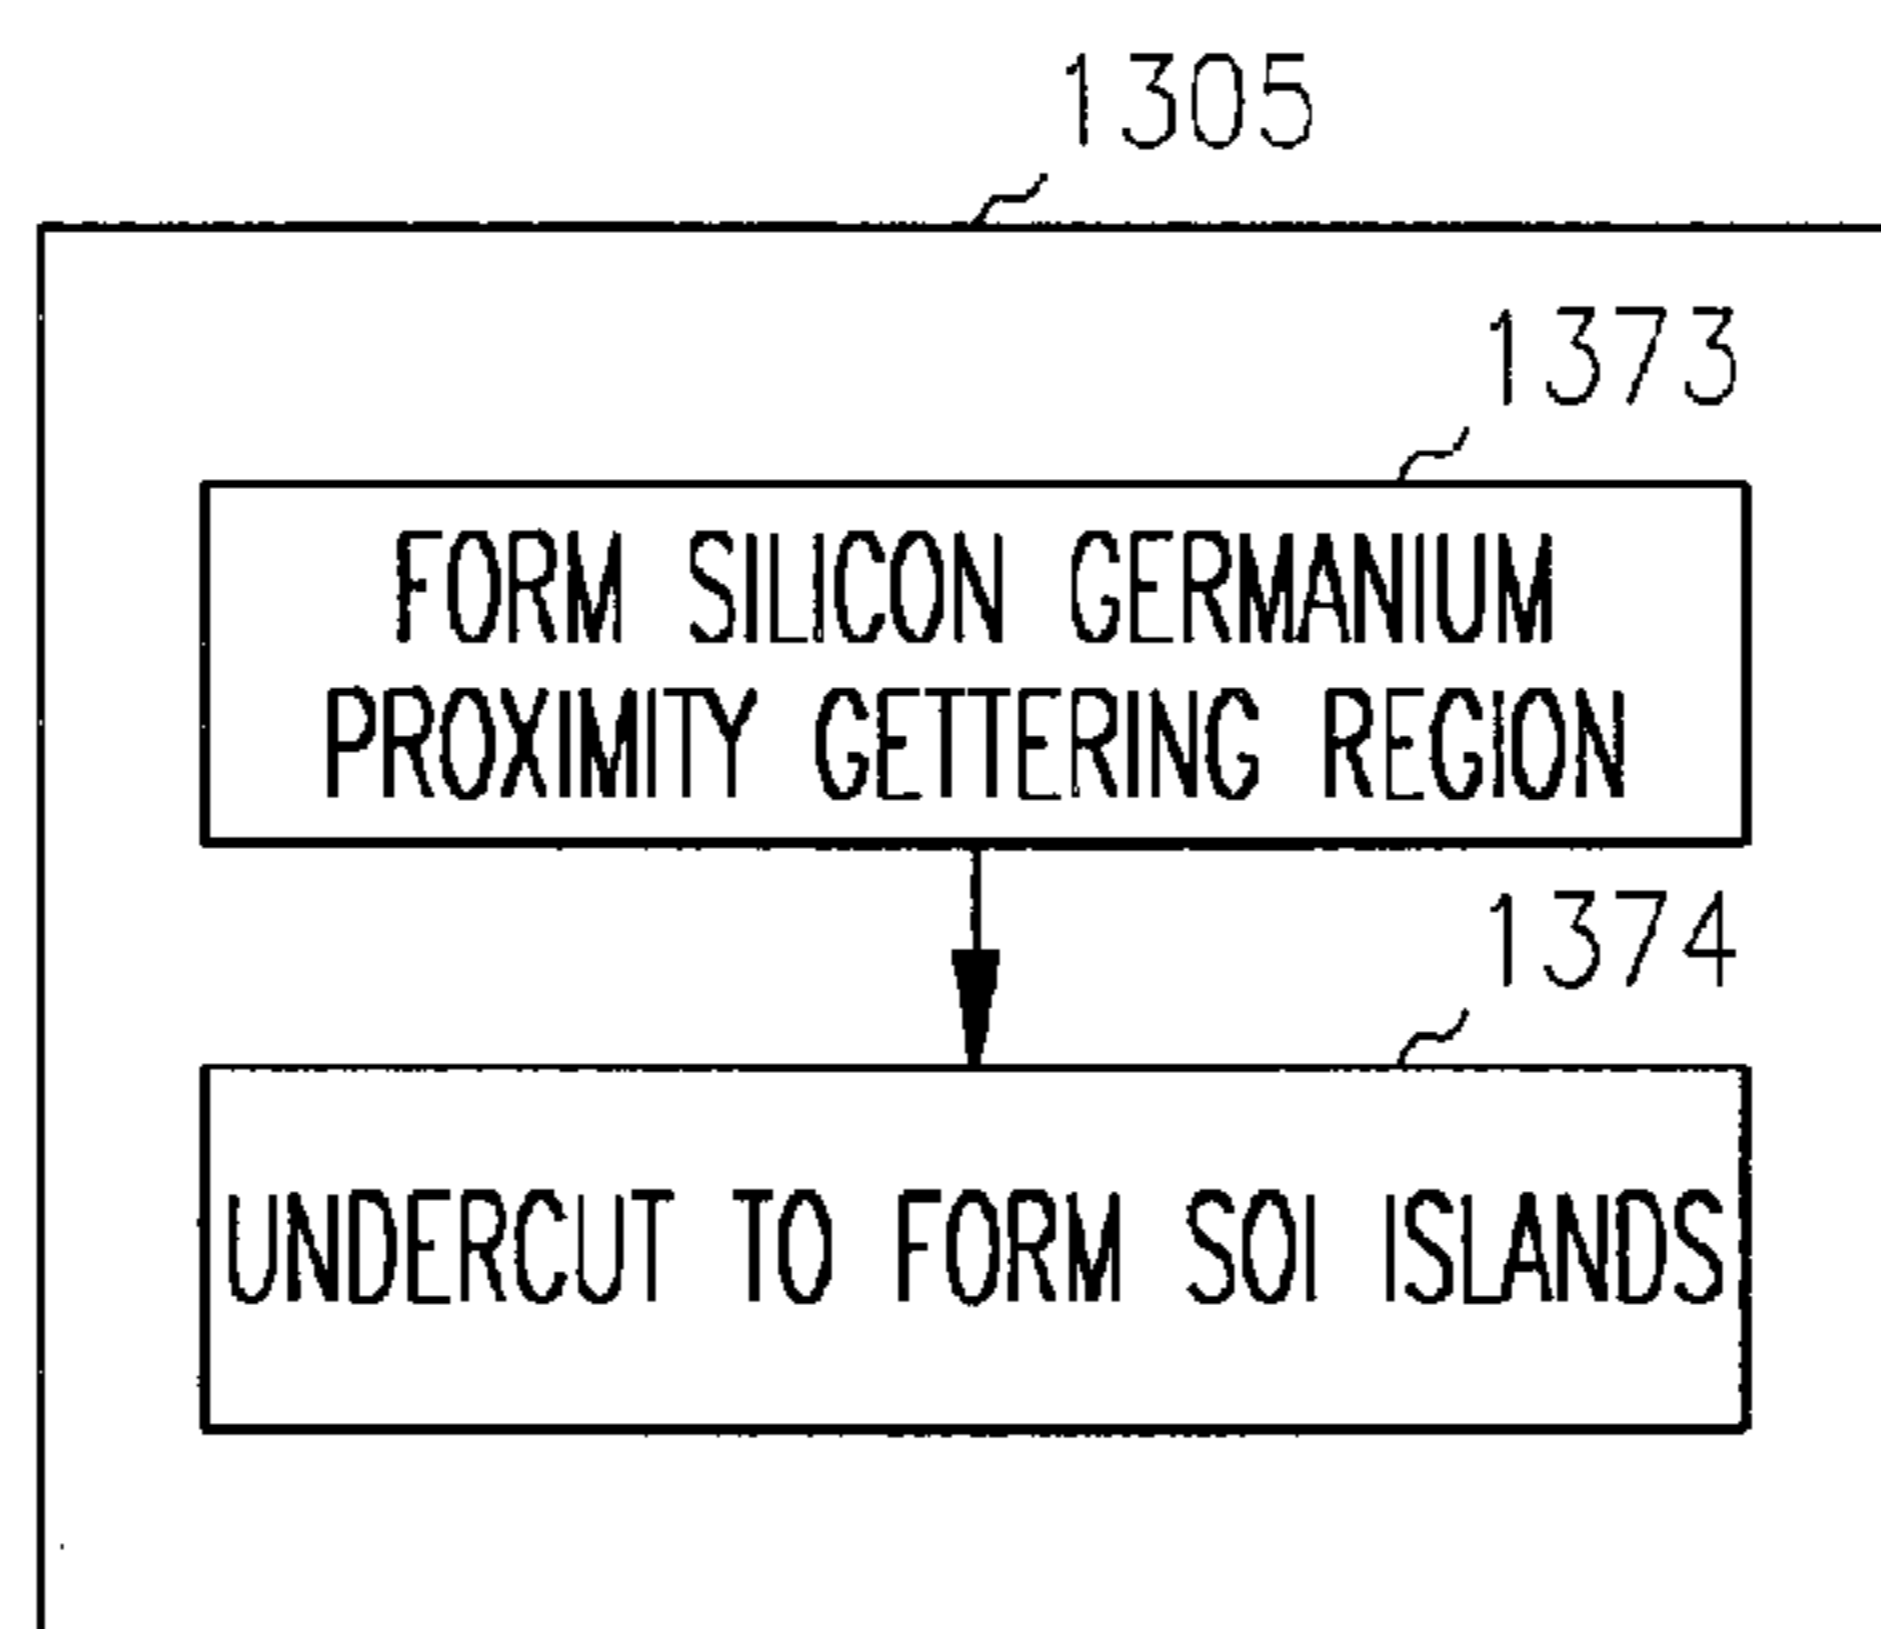 1305
1373
FORM SILICON GERMANIUM
PROXIMITY GETTERING REGION
1374
UNDERCUT TO FORM SOI ISLANDS